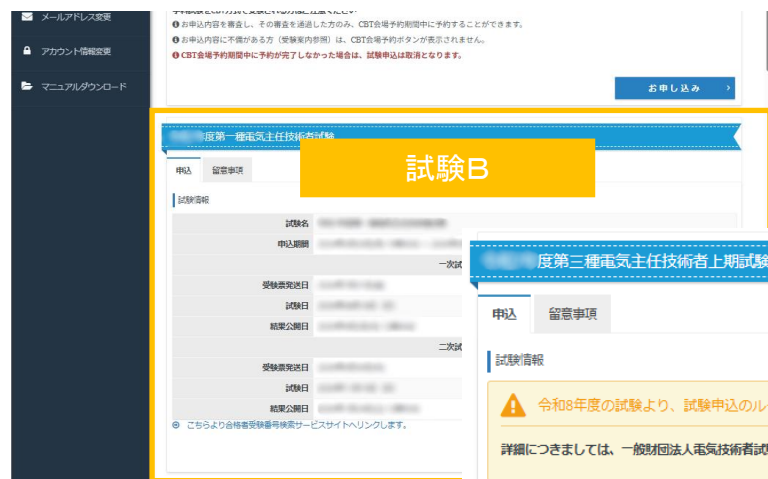 メールアドレス変更
アカウント情報変更
マニュアルダウンロード
お申込内容を審査し、その審査を通過した方のみ、CBT会場予約期間中に予約することができます。
お申込内容に不備がある方（受験案内参照）は、CBT会場予約ボタンが表示されません。
CBT会場予約期間中に予約が完了しなかった場合は、試験申込は取消となります。
お申し込み
度第一種電気主任技術者試験
試験B
申込
留意事項
試験情報
試験名
申込期間
一次試
受験票発送日
試験日
結果公開日
二次試
受験票発送日
試験日
結果公開日
こちらより合格者受験番号検索サービスサイトへリンクします。
度第三種電気主任技術者上期試験
申込
留意事項
試験情報
令和8年度の試験より、試験申込のル
詳細につきましては、一般財団法人電気技術者試